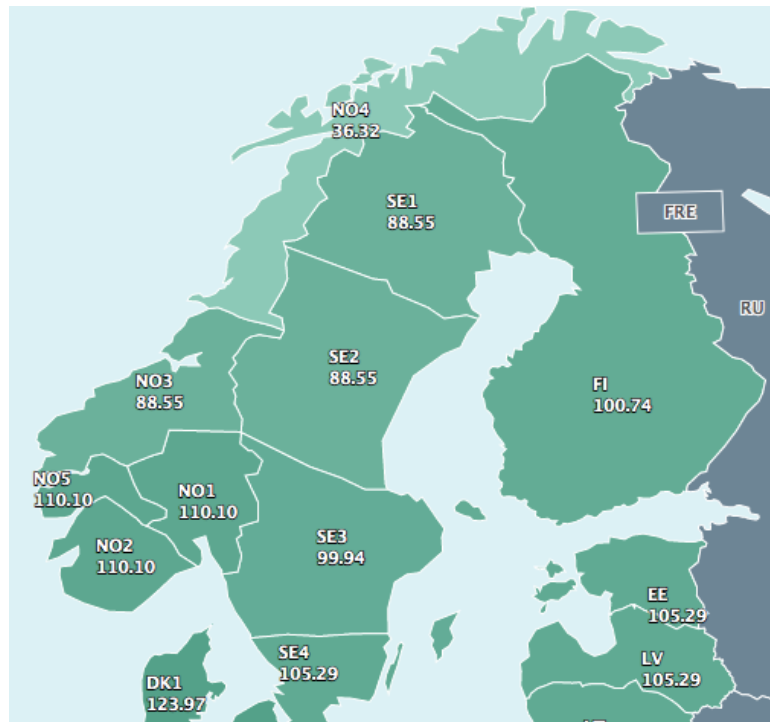 NO4
36.32
SE1
88.55
FRE
RU
SE2
88.55
NO3
88.55
FI
100.74
NO5
110.10
NO1
110.10
NO2
110.10
SE3
99.94
EE
105.29
SE4
105.29
LV
105.29
DK1
123.97